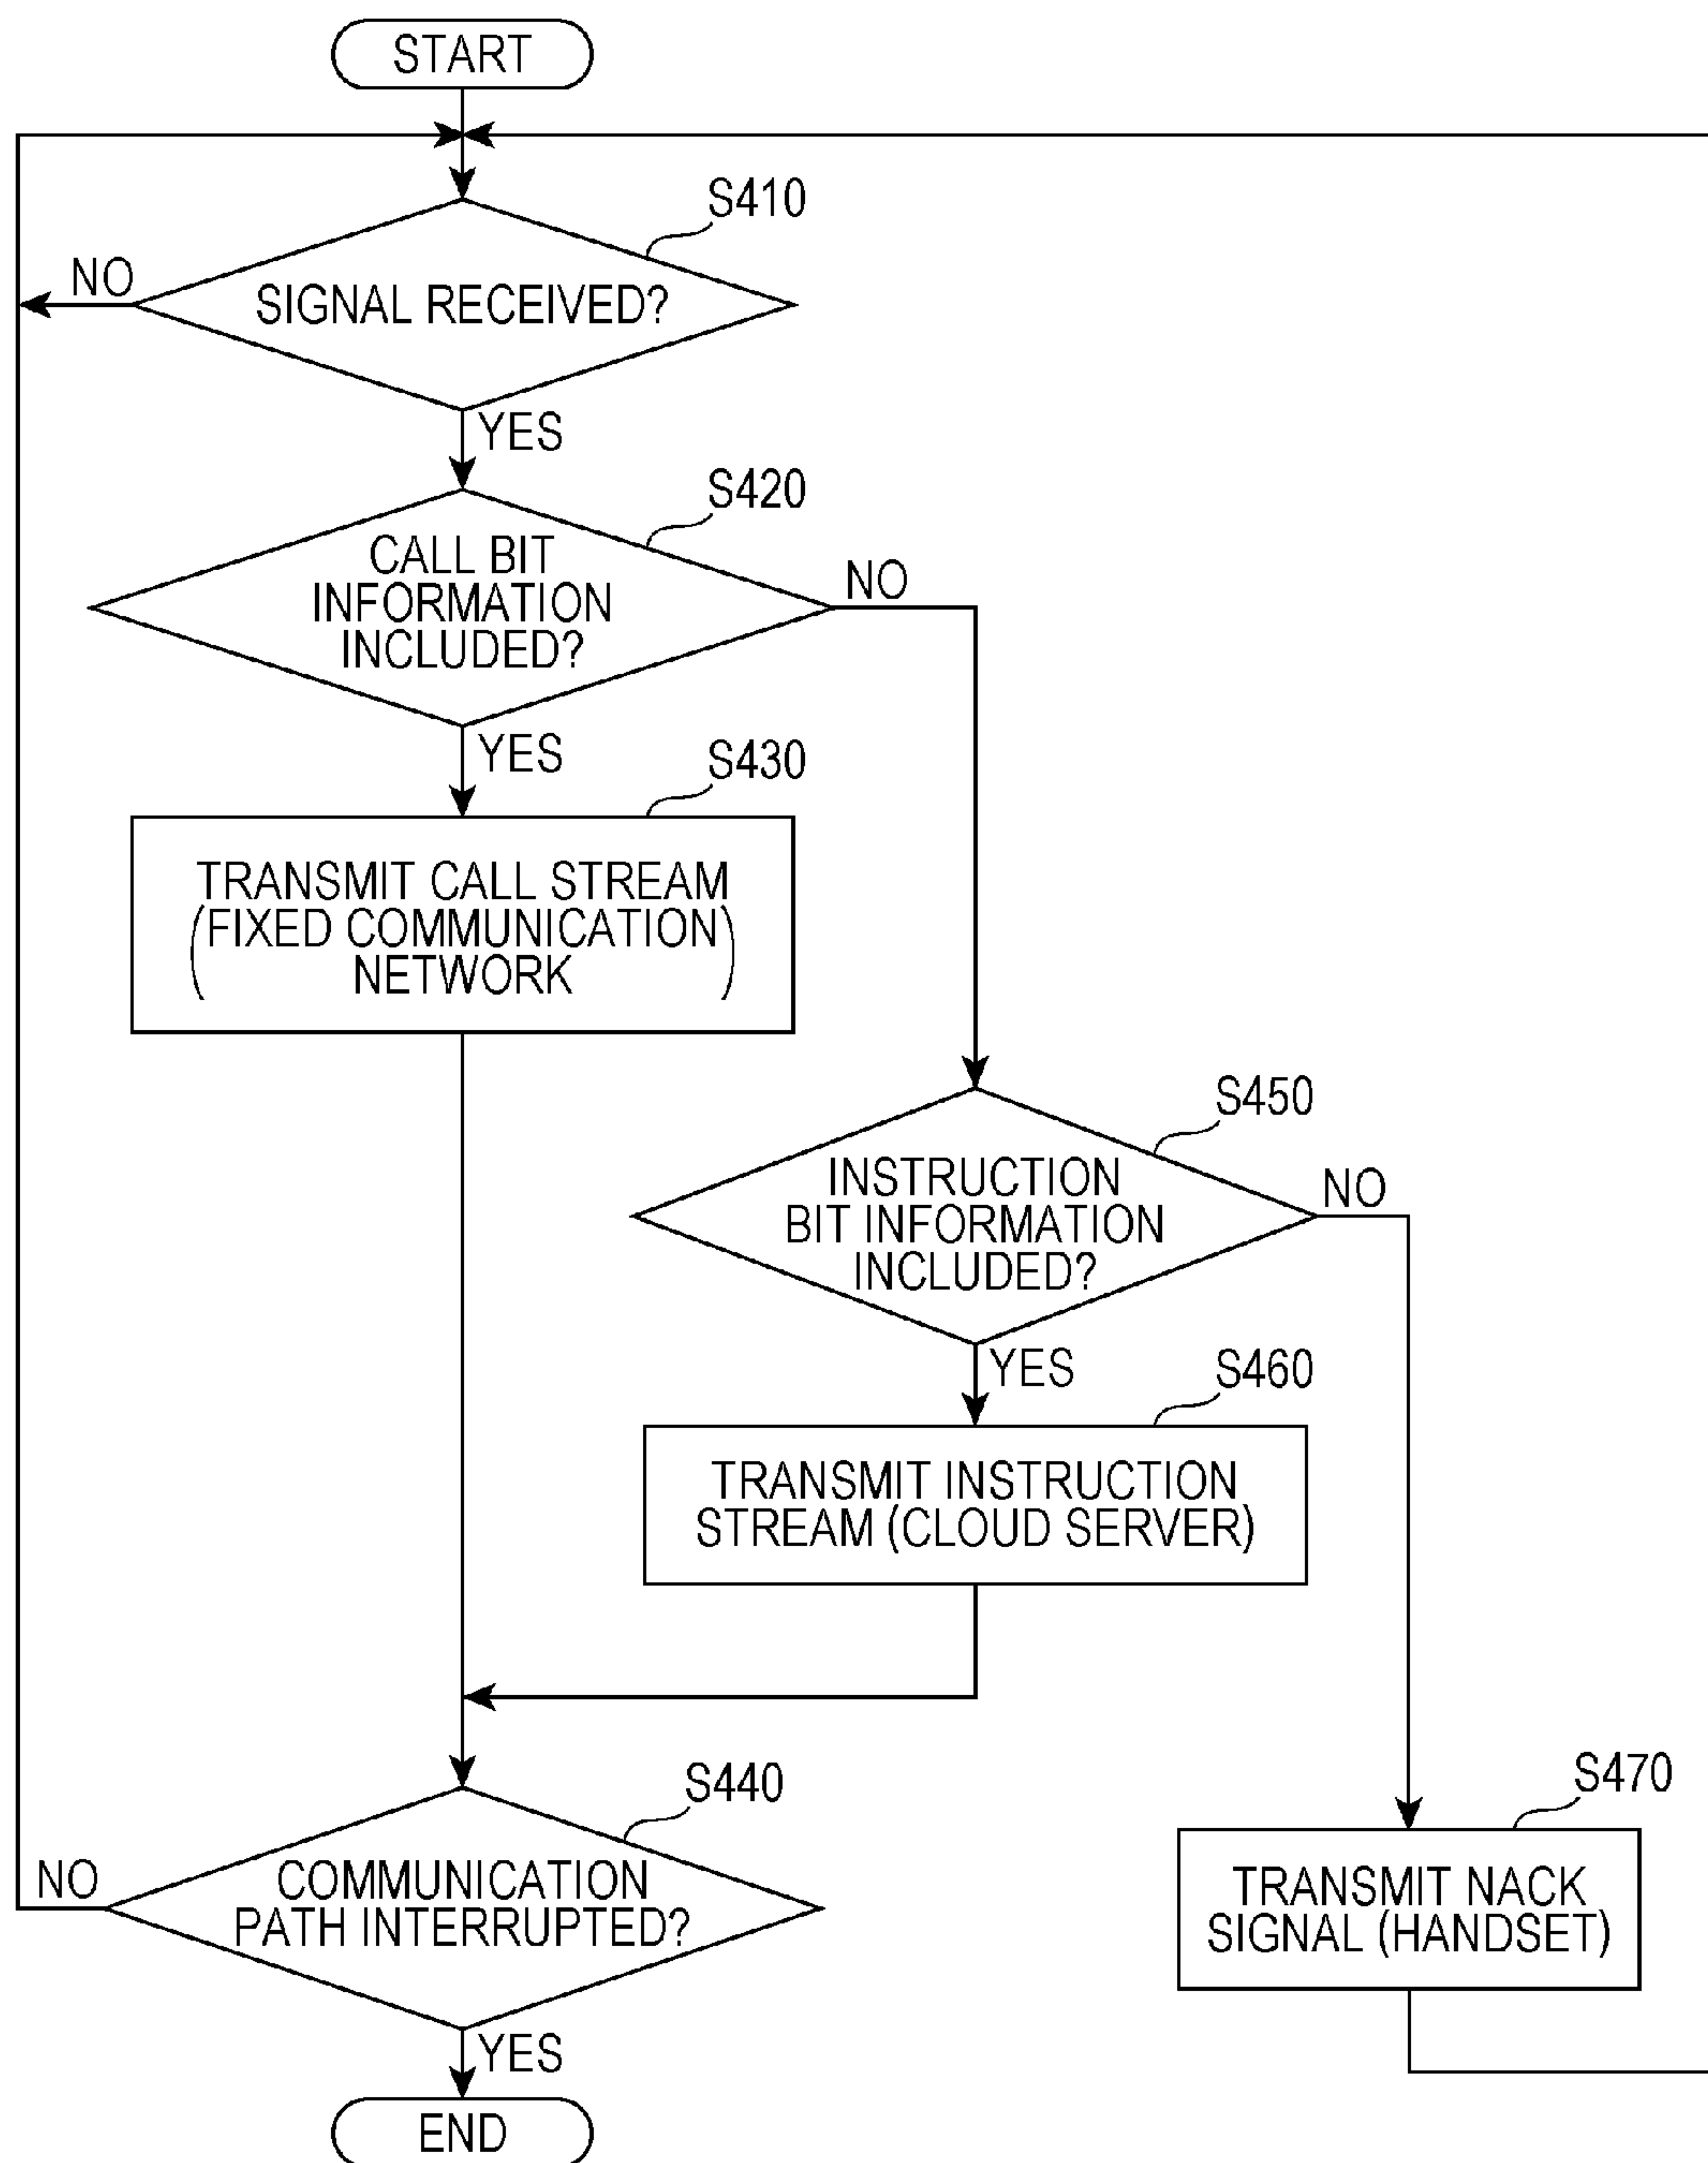 START
S410
NO
SIGNAL RECEIVED?
YES
S420
CALL BIT
INFORMATION
INCLUDED?
NO
YES
S430
TRANSMIT CALL STREAM
(FIXED COMMUNICATION
NETWORK)
S450
INSTRUCTION
BIT INFORMATION
INCLUDED?
NO
YES
S460
TRANSMIT INSTRUCTION
STREAM (CLOUD SERVER)
S440
NO
COMMUNICATION
PATH INTERRUPTED?
S470
TRANSMIT NACK
SIGNAL (HANDSET)
YES
END